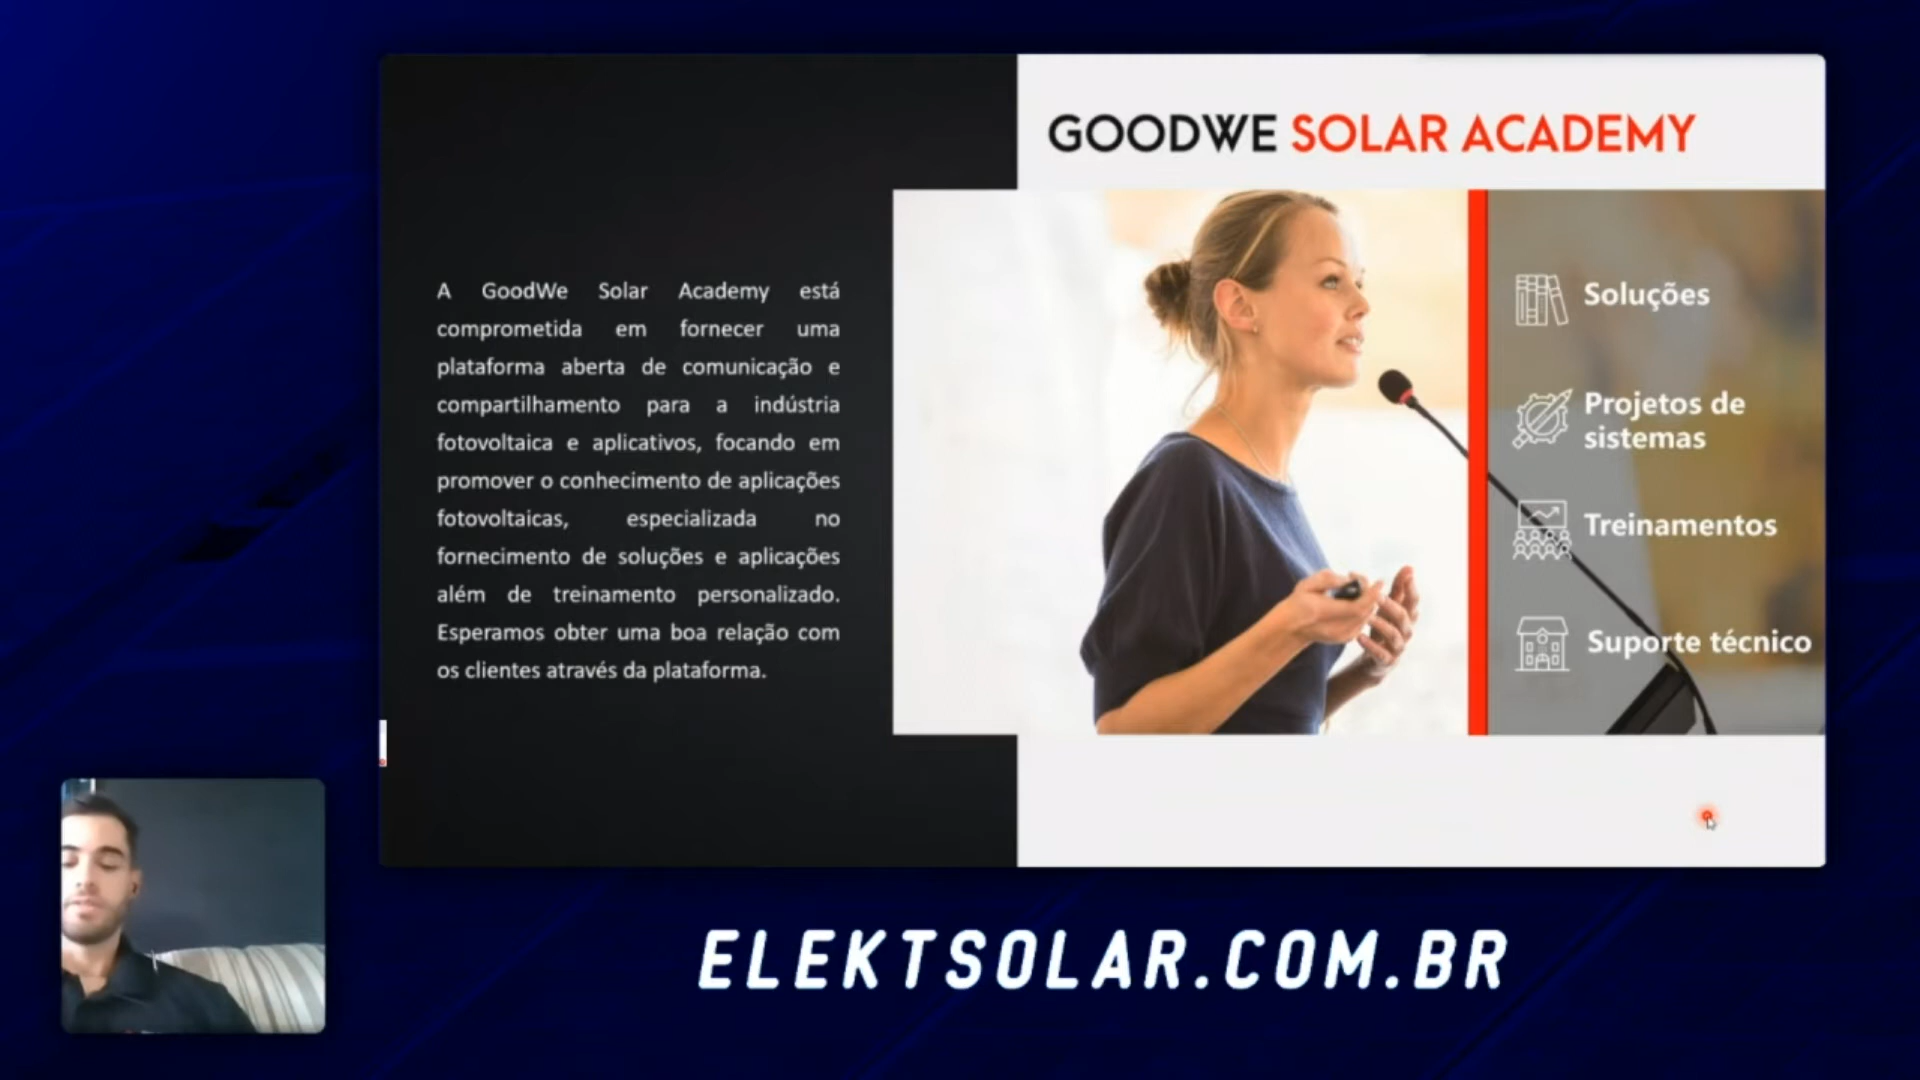 GOODWE SOLAR ACADEMY
A GoodWe Solar Academy está
comprometida em fornecer uma
plataforma aberta de comunicação e
compartilhamento para a indústria
fotovoltaica e aplicativos, focando em
promover o conhecimento de aplicações
fotovoltaicas, especializada no
fornecimento de soluções e aplicações
além de treinamento personalizado.
Esperamos obter uma boa relação com
os clientes através da plataforma.
Soluções
Projetos de
sistemas
Treinamentos
Suporte técnico
ELEKTSOLAR.COM.BR